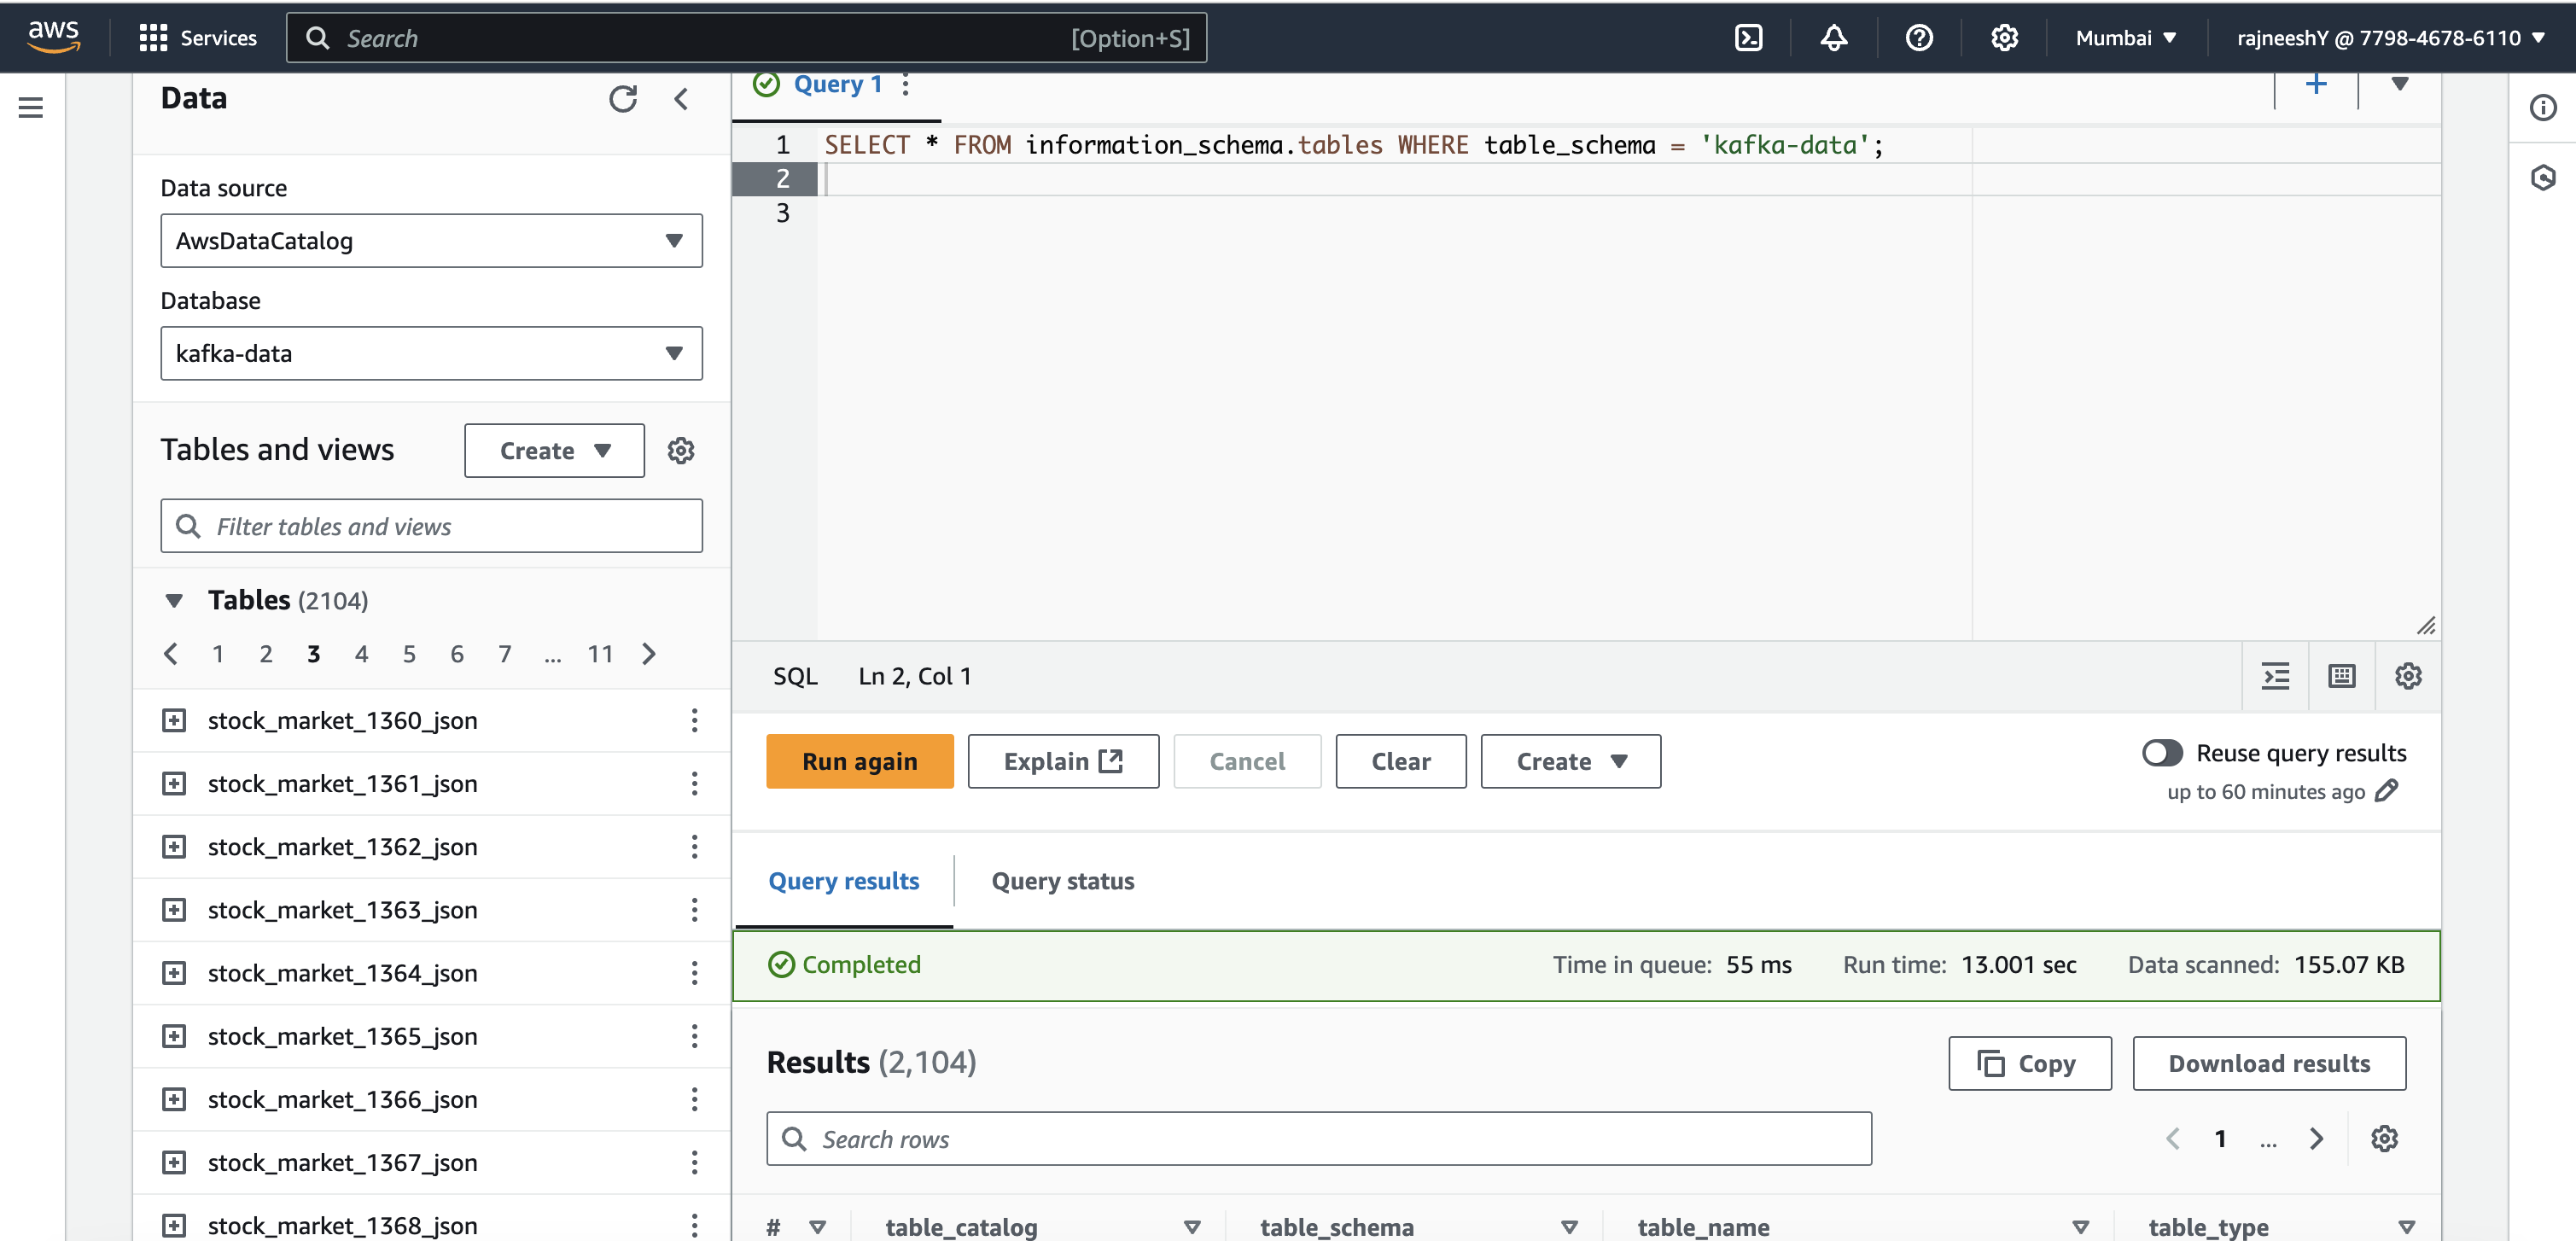 aws
Services
Search
[Option+S]
Mumbai
rajneeshY @ 7798-4678-6110
Data
Data source
AwsDataCatalog
Database
kafka-data
Tables and views
Create
Filter tables and views
Tables (2104)
1 2 3 4 5 6 7 ... 11
stock_market_1360_json
stock_market_1361_json
stock_market_1362_json
stock_market_1363_json
stock_market_1364_json
stock_market_1365_json
stock_market_1366_json
stock_market_1367_json
stock_market_1368_json
Query 1
1 SELECT * FROM information_schema.tables WHERE table_schema = 'kafka-data';
2
3
SQL Ln 2, Col 1
Run again
Explain
Cancel
Clear
Create
Reuse query results
up to 60 minutes ago
Query results
Query status
Completed
Time in queue: 55 ms
Run time: 13.001 sec
Data scanned: 155.07 KB
Results (2,104)
Copy
Download results
Search rows
1 ...
# table_catalog table_schema table_name table_type